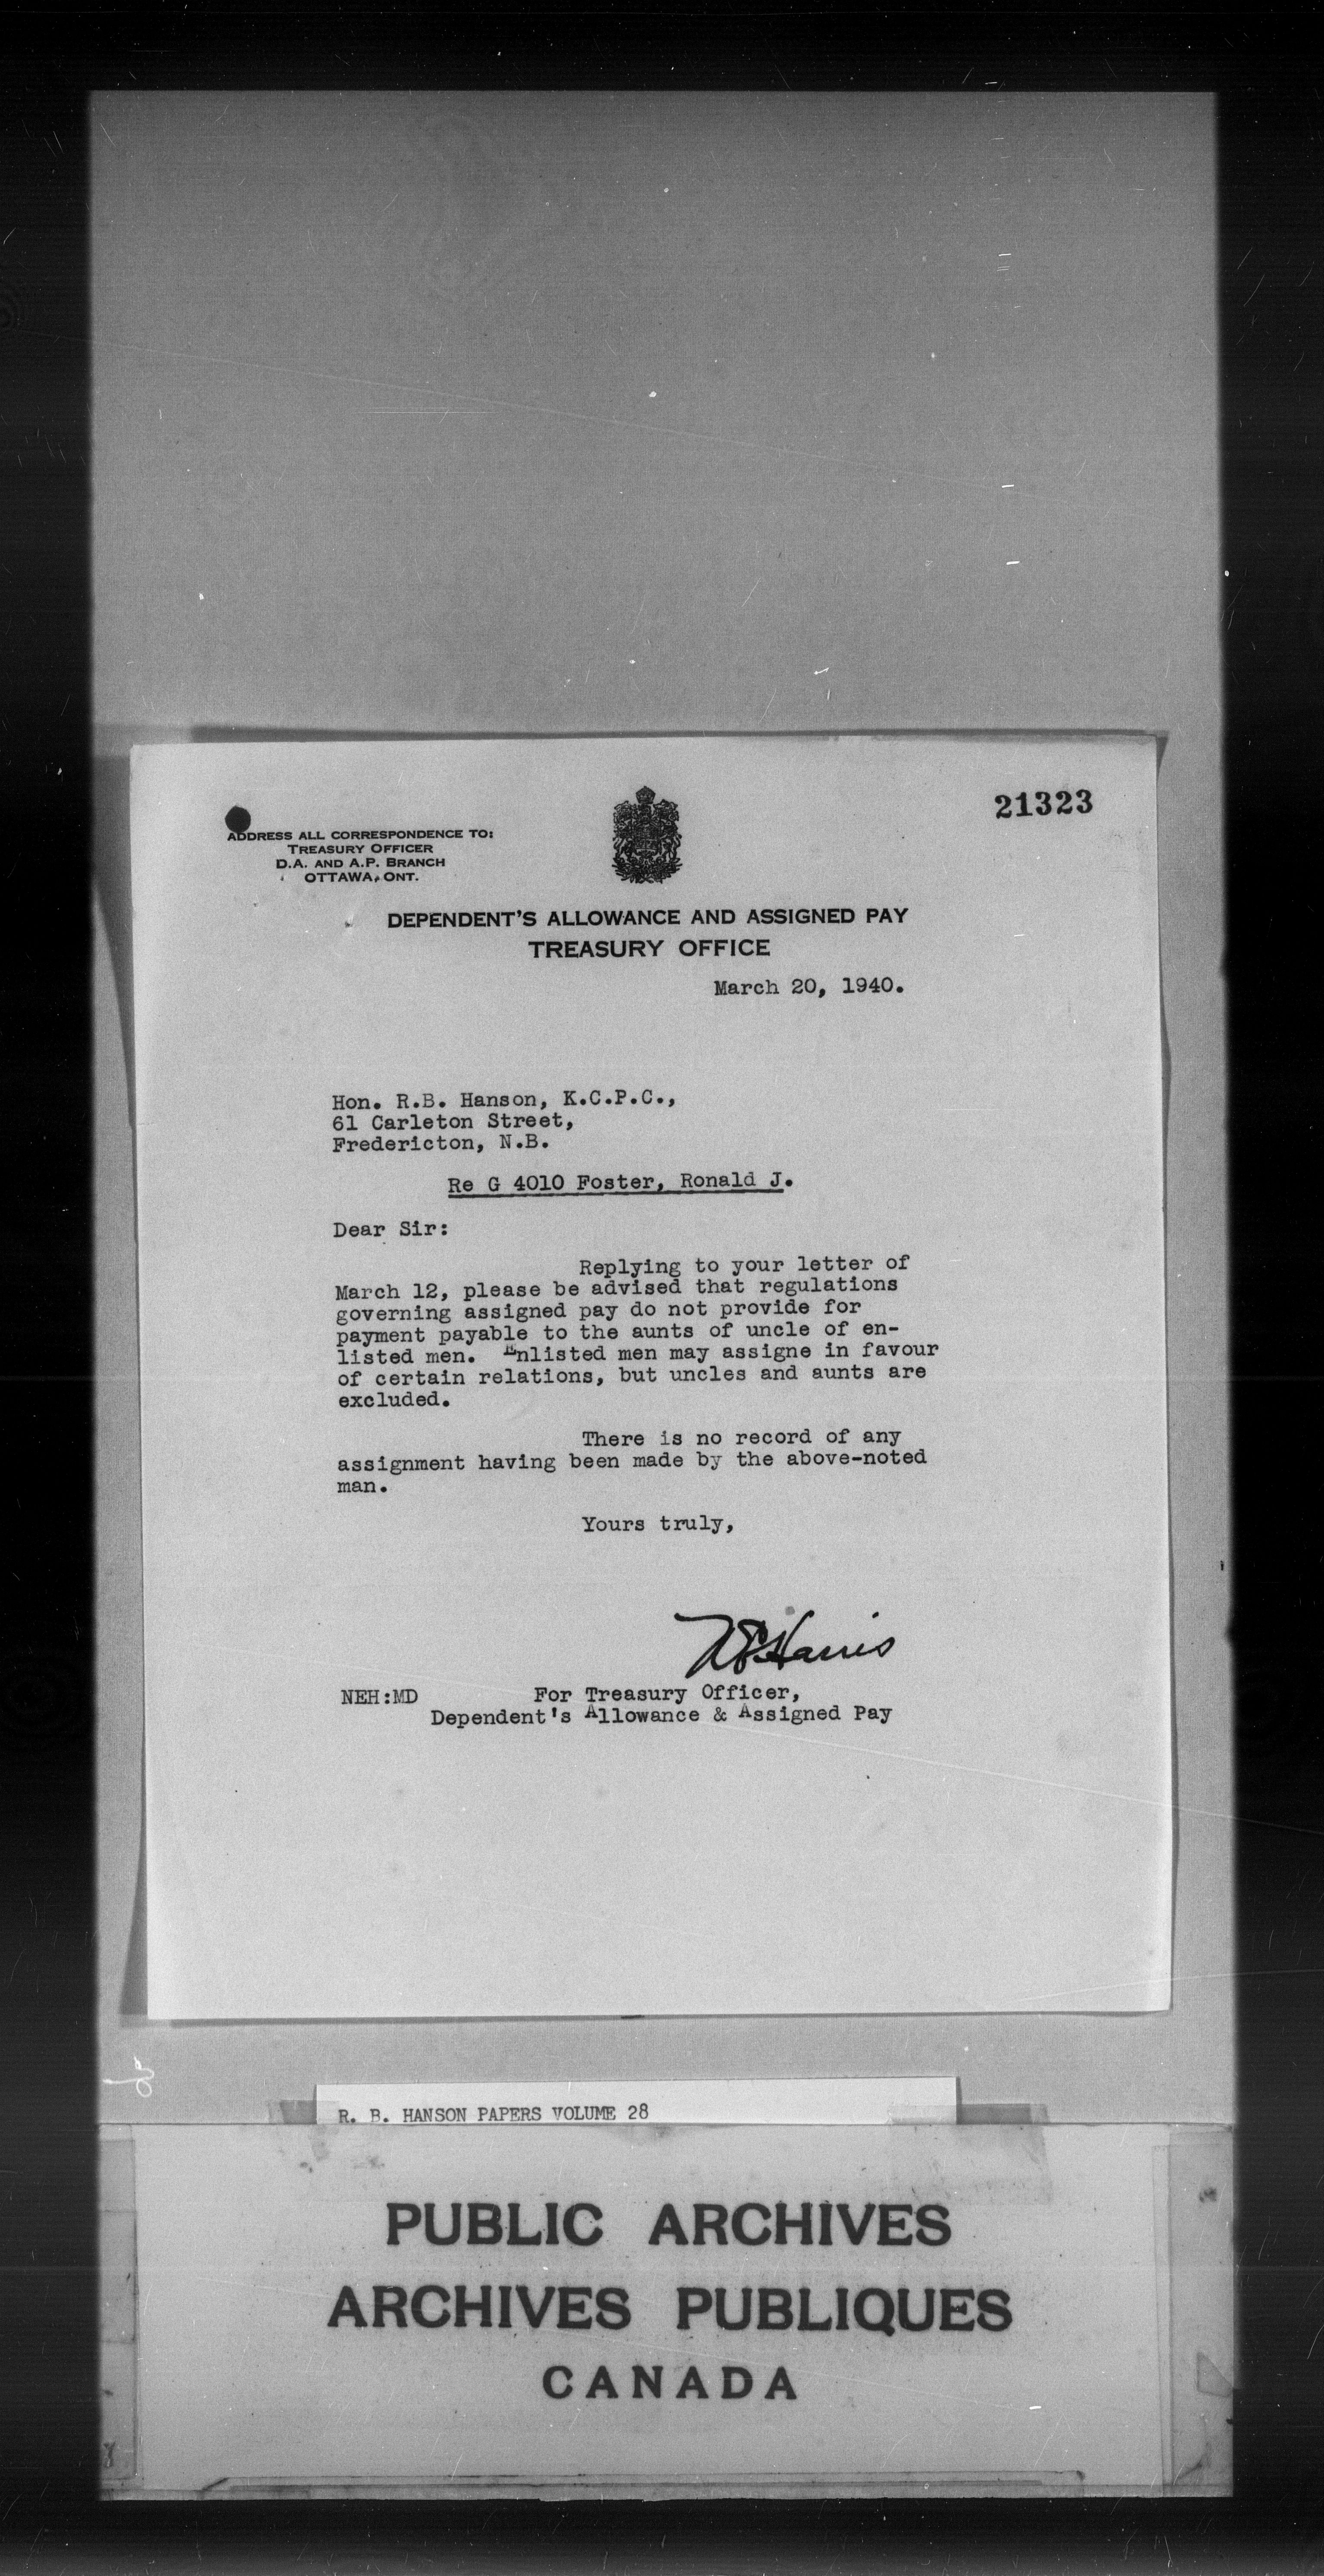 21323
ADDRESS ALL CORRESPONDENCE TO:
TREASURY OFFICER
D.A. AND A.P. BRANCH
OTTAWA, ONT.
DEPENDENT'S ALLOWANCE AND ASSIGNED PAY
TREASURY OFFICE
March 20, 1940.
Hon. R.B. Hanson, K.C.P.C.,
61 Carleton Street,
Fredericton, N.B.
Re G 4010 Foster, Ronald J.
Dear Sir:
Replying to your letter of
March 12, please be advised that regulations
governing assigned pay do not provide for
payment payable to the aunts of uncle of en-
listed men. Enlisted men may assigne in favour
of certain relations, but uncles and aunts are
excluded.
There is no record of any
assignment having been made by the above-noted
man.
Yours truly,
NEHarris
NEH:MD For Treasury Officer,
Dependent's Allowance & Assigned Pay
R. B. HANSON PAPERS VOLUME 28
PUBLIC ARCHIVES
ARCHIVES PUBLIQUES
CANADA